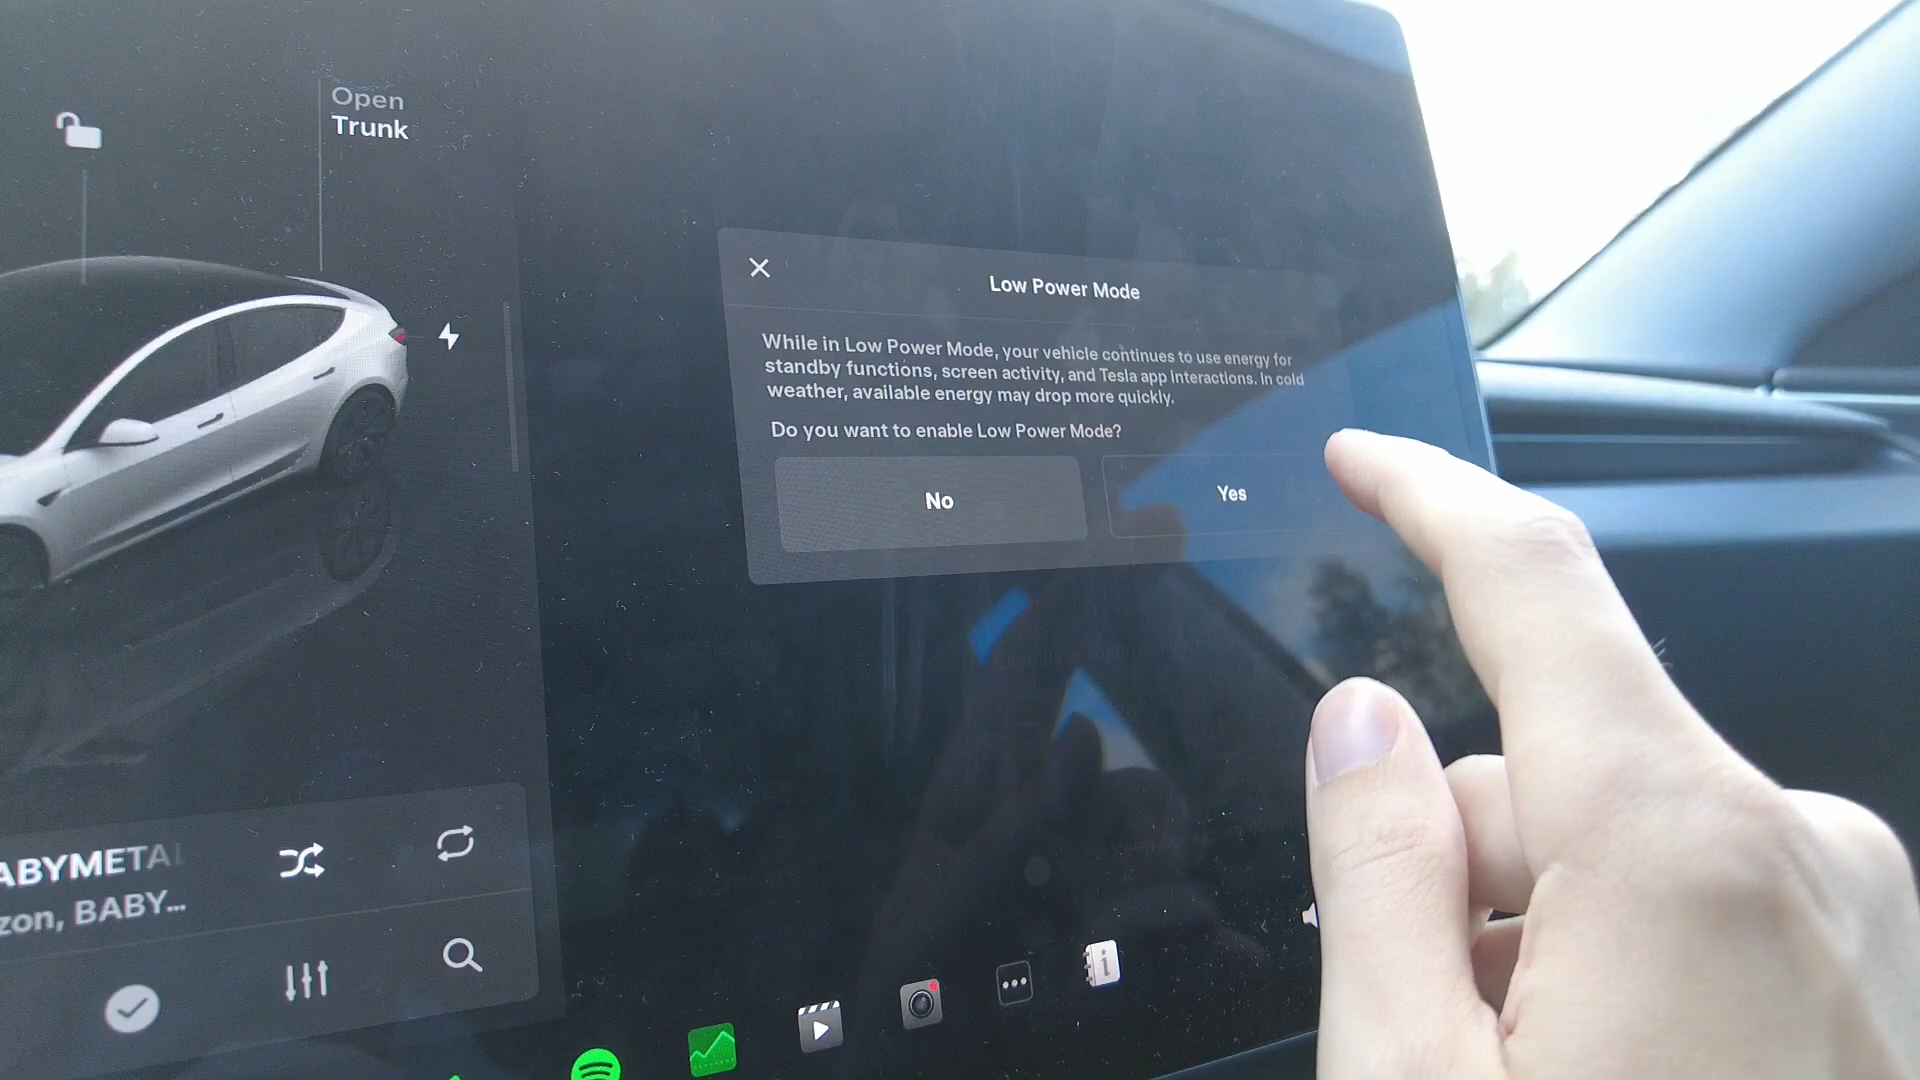 Open
Trunk
Low Power Mode
While in Low Power Mode, your vehicle continues to use energy for
standby functions, screen activity, and Tesla app interactions. In cold
weather, available energy may drop more quickly.
Do you want to enable Low Power Mode?
No
Yes
ABYMETAL
zon, BABY...